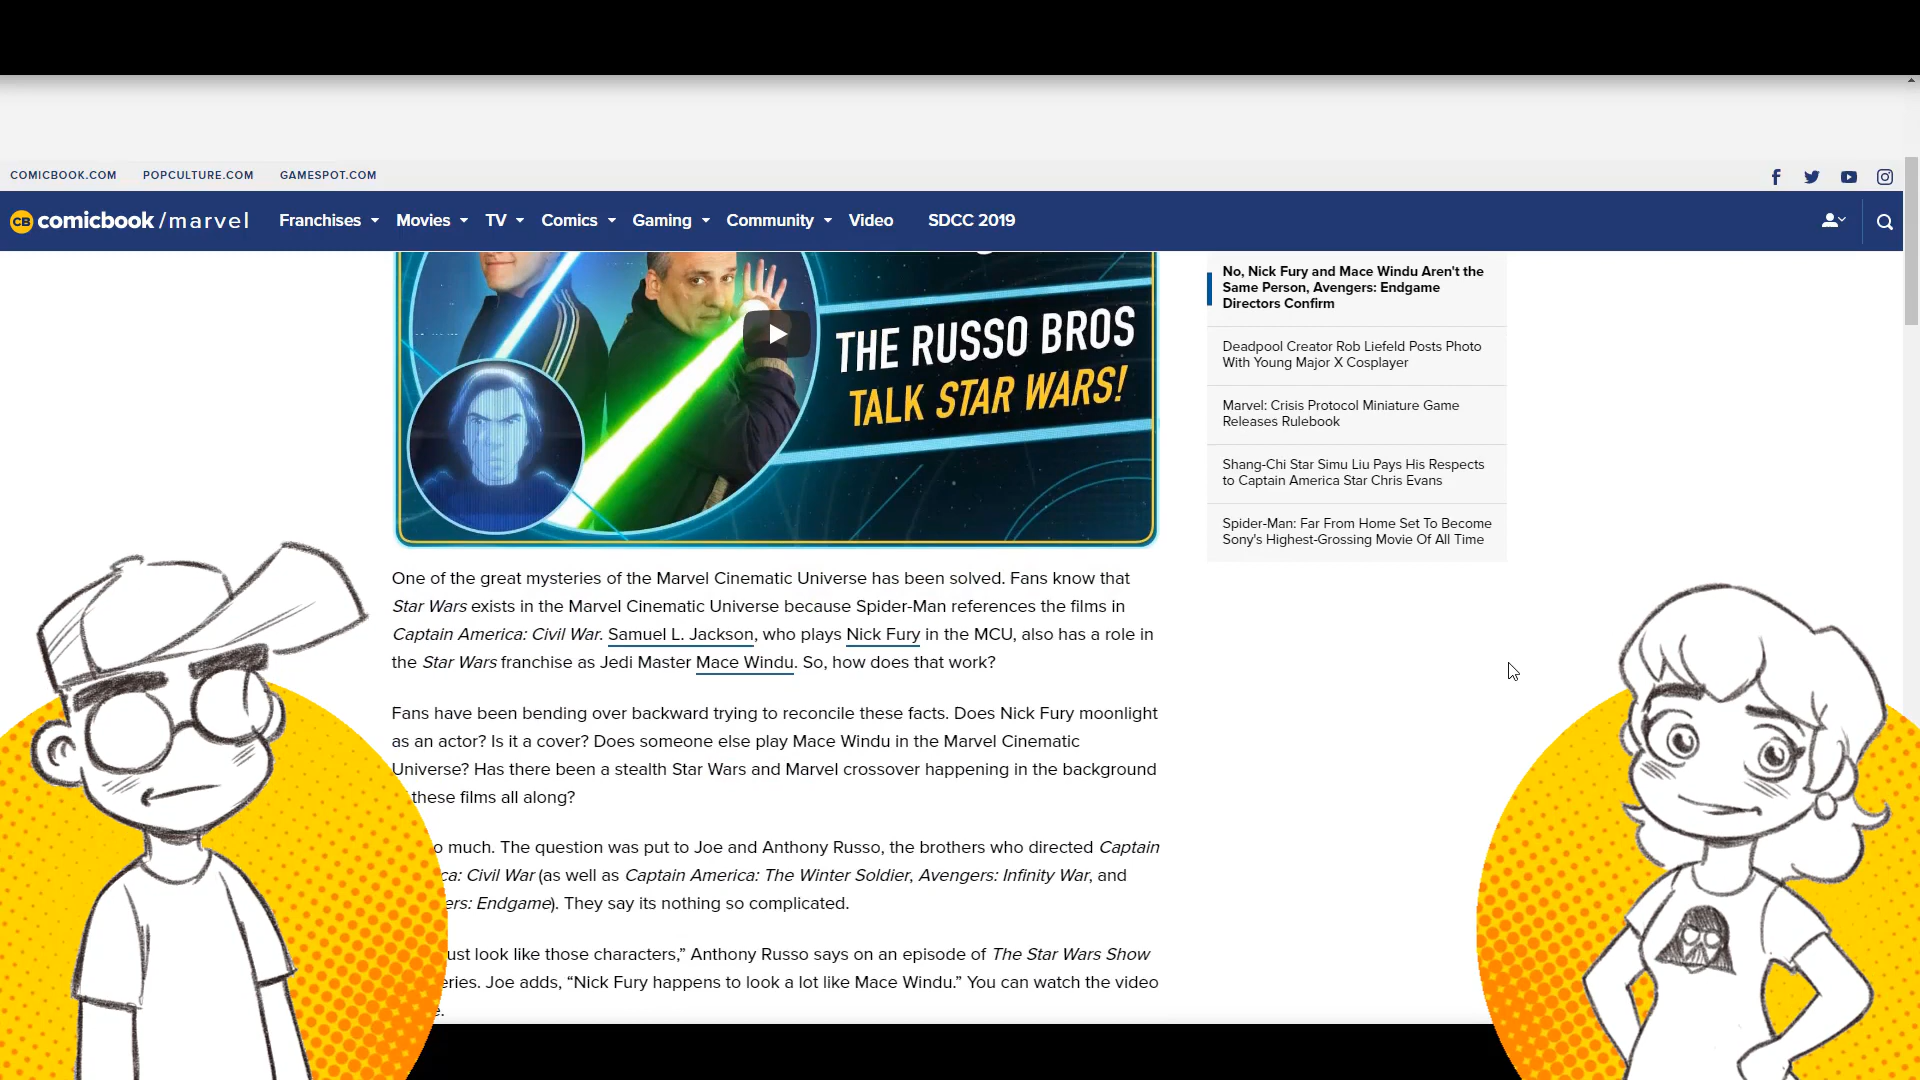 COMICBOOK.COM POPCULTURE.COM GAMESPOT.COM
CB comicbook/marvel Franchises Movies TV Comics Gaming Community Video SDCC 2019
THE RUSSO BROS
TALK STAR WARS!
No, Nick Fury and Mace Windu Aren't the
Same Person, Avengers: Endgame
Directors Confirm
Deadpool Creator Rob Liefeld Posts Photo
With Young Major X Cosplayer
Marvel: Crisis Protocol Miniature Game
Releases Rulebook
Shang-Chi Star Simu Liu Pays His Respects
to Captain America Star Chris Evans
Spider-Man: Far From Home Set To Become
Sony's Highest-Grossing Movie Of All Time
One of the great mysteries of the Marvel Cinematic Universe has been solved. Fans know that
Star Wars exists in the Marvel Cinematic Universe because Spider-Man references the films in
Captain America: Civil War. Samuel L. Jackson, who plays Nick Fury in the MCU, also has a role in
the Star Wars franchise as Jedi Master Mace Windu. So, how does that work?
Fans have been bending over backward trying to reconcile these facts. Does Nick Fury moonlight
as an actor? Is it a cover? Does someone else play Mace Windu in the Marvel Cinematic
Universe? Has there been a stealth Star Wars and Marvel crossover happening in the background
these films all along?
o much. The question was put to Joe and Anthony Russo, the brothers who directed Captain
ca: Civil War (as well as Captain America: The Winter Soldier, Avengers: Infinity War, and
ers: Endgame). They say its nothing so complicated.
ust look like those characters,” Anthony Russo says on an episode of The Star Wars Show
eries. Joe adds, “Nick Fury happens to look a lot like Mace Windu.” You can watch the video
e.